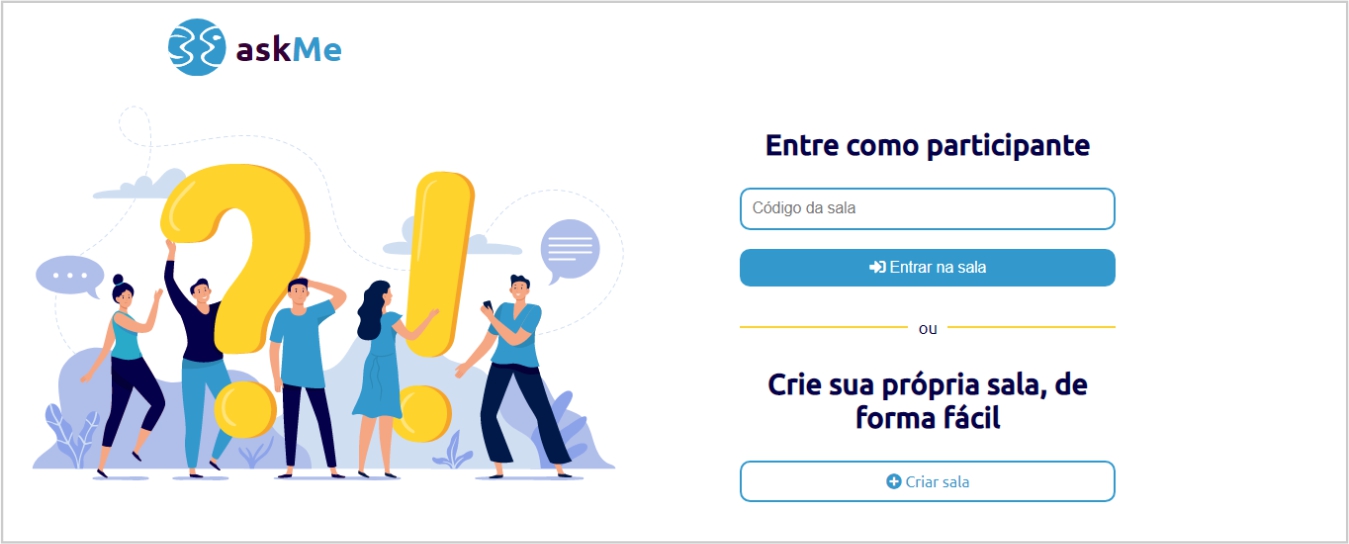 askMe
Entre como participante
Código da sala
Entrar na sala
ou
Crie sua própria sala, de
forma fácil
Criar sala